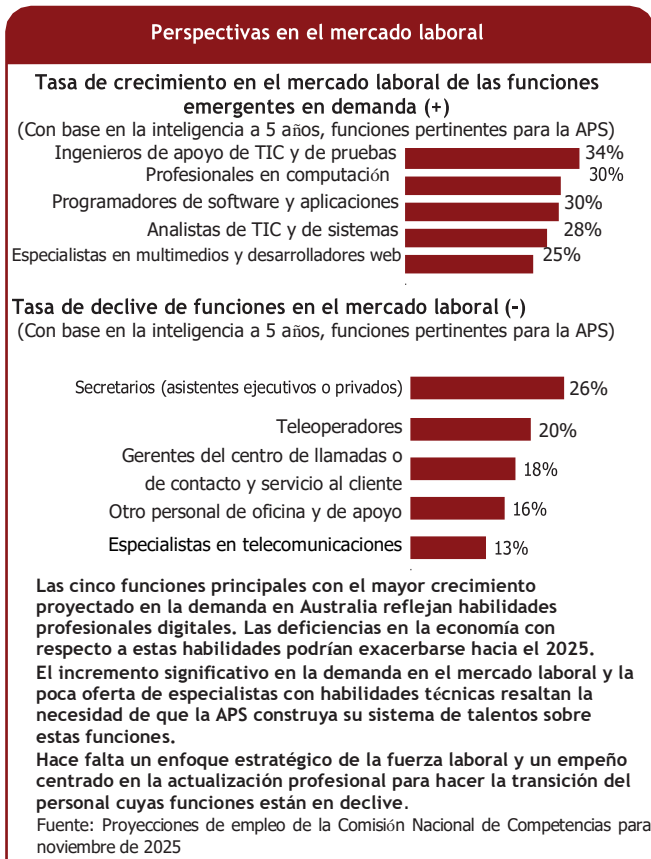 Perspectivas en el mercado laboral
Tasa de crecimiento en el mercado laboral de las funciones
emergentes en demanda (+)
(Con base en la inteligencia a 5 años, funciones pertinentes para la APS)
Ingenieros de apoyo de TIC y de pruebas 34%
Profesionales en computación 30%
Programadores de software y aplicaciones 30%
Analistas de TIC y de sistemas 28%
Especialistas en multimedios y desarrolladores web 25%
Tasa de declive de funciones en el mercado laboral (-)
(Con base en la inteligencia a 5 años, funciones pertinentes para la APS)
Secretarios (asistentes ejecutivos o privados) 26%
Teleoperadores 20%
Gerentes del centro de llamadas o
de contacto y servicio al cliente 18%
Otro personal de oficina y de apoyo 16%
Especialistas en telecomunicaciones 13%
Las cinco funciones principales con el mayor crecimiento
proyectado en la demanda en Australia reflejan habilidades
profesionales digitales. Las deficiencias en la economía con
respecto a estas habilidades podrían exacerbarse hacia el 2025.
El incremento significativo en la demanda en el mercado laboral y la
poca oferta de especialistas con habilidades técnicas resaltan la
necesidad de que la APS construya su sistema de talentos sobre
estas funciones.
Hace falta un enfoque estratégico de la fuerza laboral y un empeño
centrado en la actualización profesional para hacer la transición del
personal cuyas funciones están en declive.
Fuente: Proyecciones de empleo de la Comisión Nacional de Competencias para
noviembre de 2025